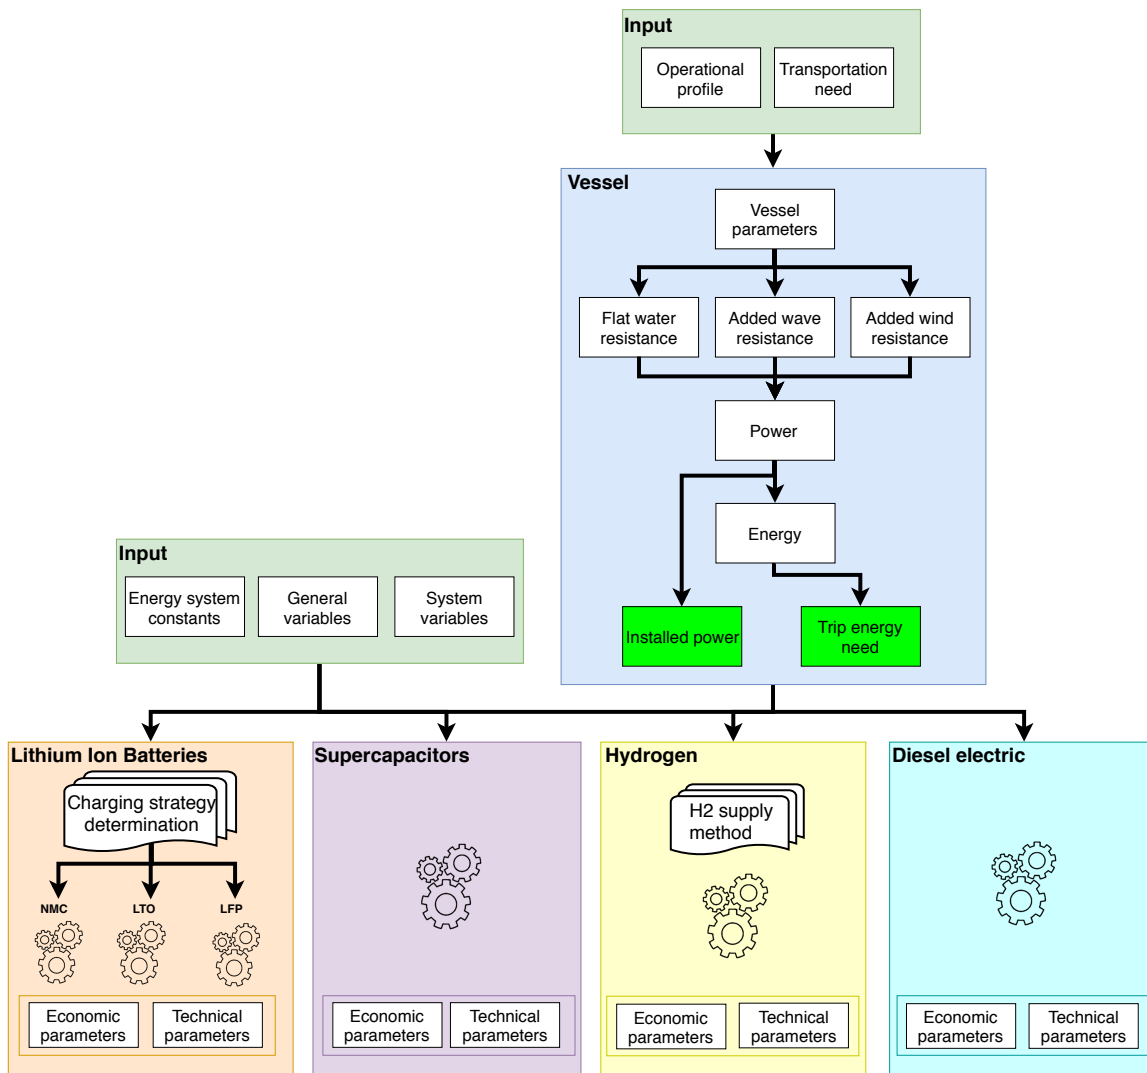 Input
Operational
profile
Transportation
need
Vessel
Vessel
parameters
Flat water
resistance
Added wave
resistance
Added wind
resistance
Power
Energy
Installed power
Trip energy
need
Input
Energy system
constants
General
variables
System
variables
Lithium Ion Batteries
Charging strategy
determination
NMC
LTO
LFP
Economic
parameters
Technical
parameters
Supercapacitors
Economic
parameters
Technical
parameters
Hydrogen
H2 supply
method
Economic
parameters
Technical
parameters
Diesel electric
Economic
parameters
Technical
parameters